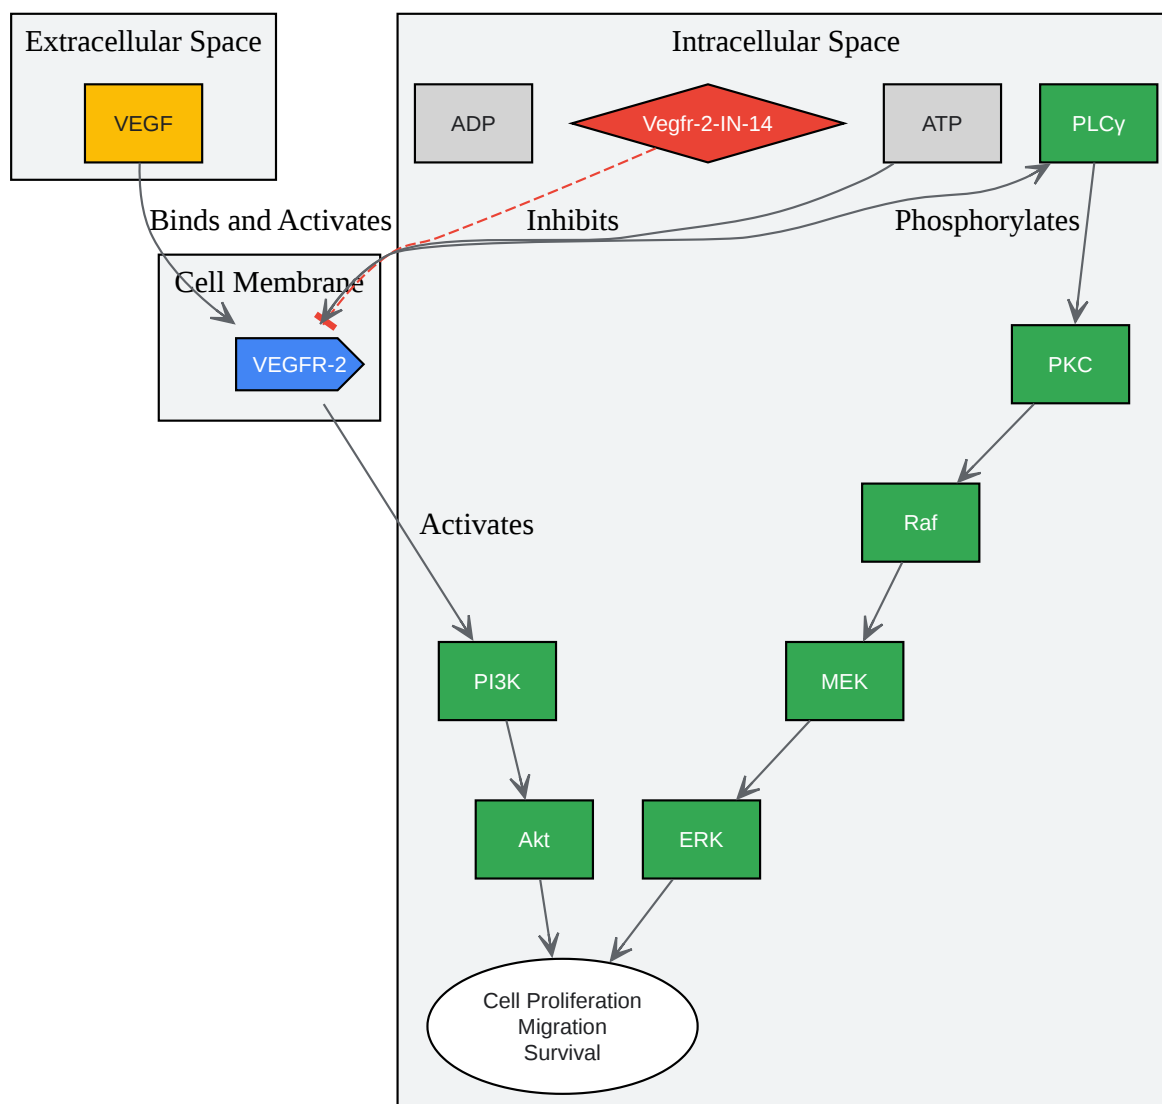 Extracellular Space
Intracellular Space
VEGF
ADP
Vegfr-2-IN-14
ATP
PLCγ
Binds and Activates
Inhibits
Phosphorylates
Cell Membrane
VEGFR-2
PKC
Raf
Activates
PI3K
MEK
Akt
ERK
Cell Proliferation
Migration
Survival